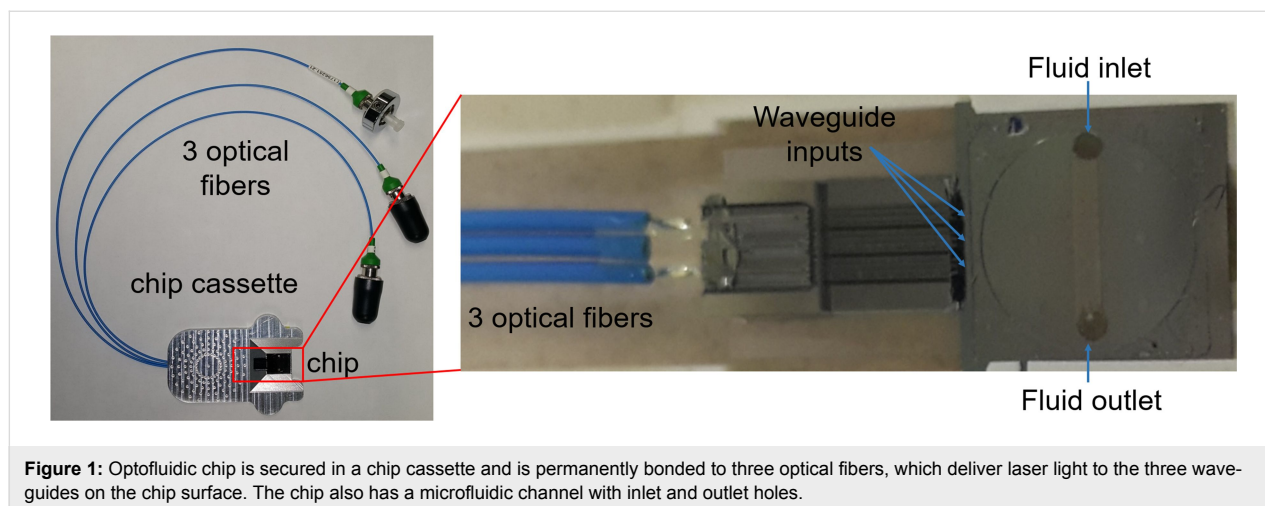 3 optical
fibers
chip cassette
chip
Fluid inlet
Waveguide
inputs
3 optical fibers
Fluid outlet
Figure 1: Optofluidic chip is secured in a chip cassette and is permanently bonded to three optical fibers, which deliver laser light to the three wave-
guides on the chip surface. The chip also has a microfluidic channel with inlet and outlet holes.